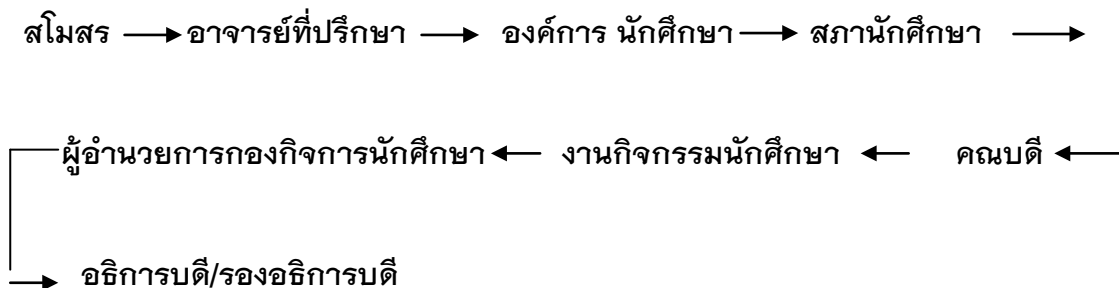 สโมสร อาจารย์ที่ปรึกษา องค์การ นักศึกษา สภานักศึกษา
ผู้อำนวยการกองกิจการนักศึกษา งานกิจกรรมนักศึกษา คณบดี
อธิการบดี/รองอธิการบดี